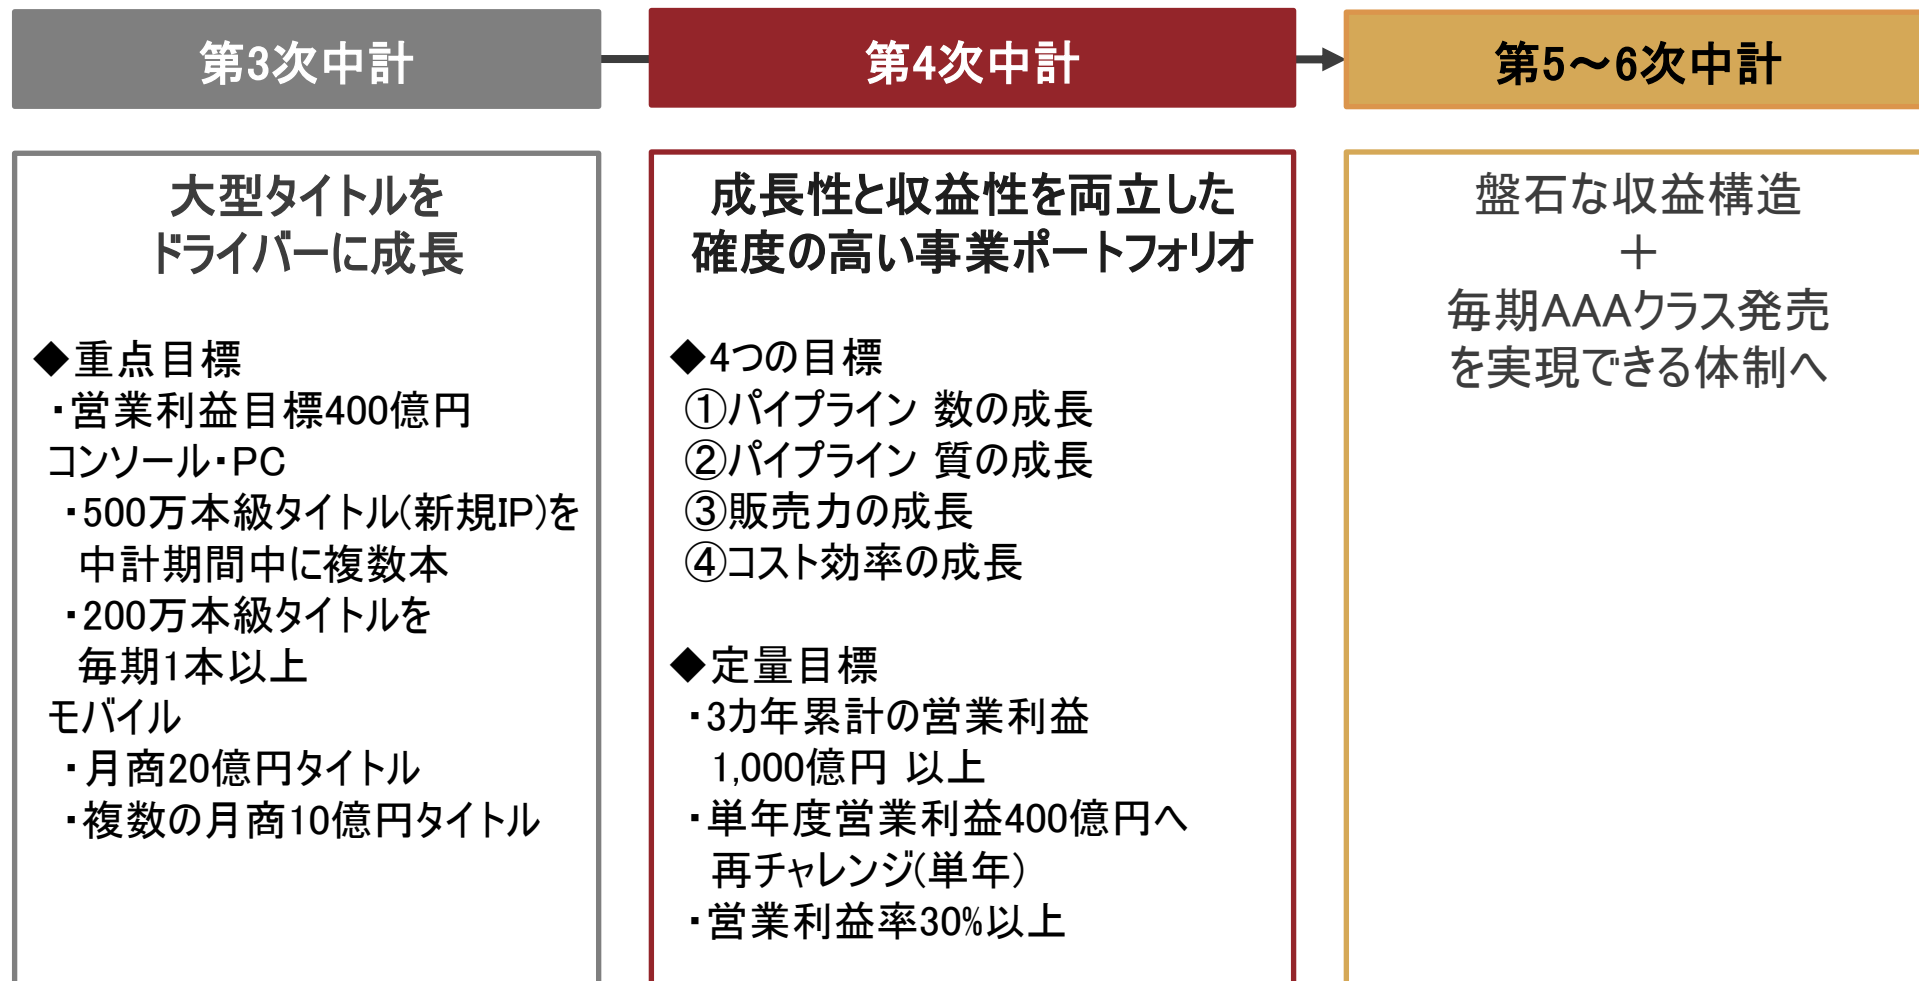 第3次中計
第4次中計
第5～6次中計
大型タイトルを
ドライバーに成長
◆重点目標
・営業利益目標400億円
コンソール・PC
・500万本級タイトル(新規IP)を
中計期間中に複数本
・200万本級タイトルを
毎期1本以上
モバイル
・月商20億円タイトル
・複数の月商10億円タイトル
成長性と収益性を両立した
確度の高い事業ポートフォリオ
◆4つの目標
①パイプライン 数の成長
②パイプライン 質の成長
③販売力の成長
④コスト効率の成長
◆定量目標
・3カ年累計の営業利益
1,000億円 以上
・単年度営業利益400億円へ
再チャレンジ(単年)
・営業利益率30%以上
盤石な収益構造
＋
毎期AAAクラス発売
を実現できる体制へ